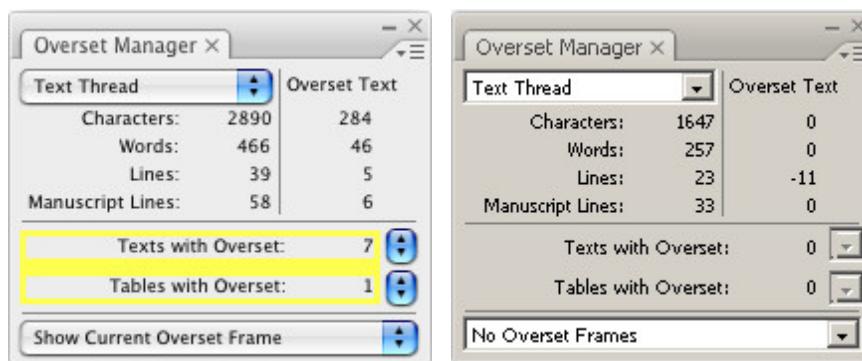 Overset Manager ×
Text Thread Overset Text
Characters: 2890 284
Words: 466 46
Lines: 39 5
Manuscript Lines: 58 6
Texts with Overset: 7
Tables with Overset: 1
Show Current Overset Frame
Overset Manager ×
Text Thread Overset Text
Characters: 1647 0
Words: 257 0
Lines: 23 -11
Manuscript Lines: 33 0
Texts with Overset: 0
Tables with Overset: 0
No Overset Frames